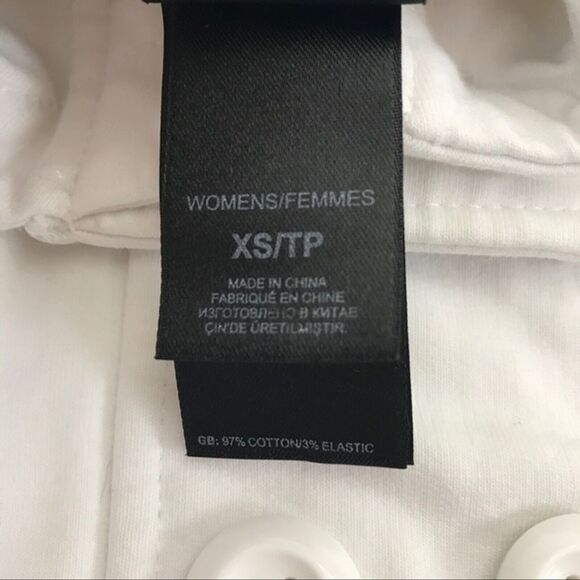 WOMENS/FEMMES
XS/TP
MADE IN CHINA
FABRIQUÉ EN CHINE
ИЗГОТОВЛЕНО В КИТАЕ
ÇIN'DE ÜRETILMIŞTIR.
GB: 97% COTTON/3% ELASTIC